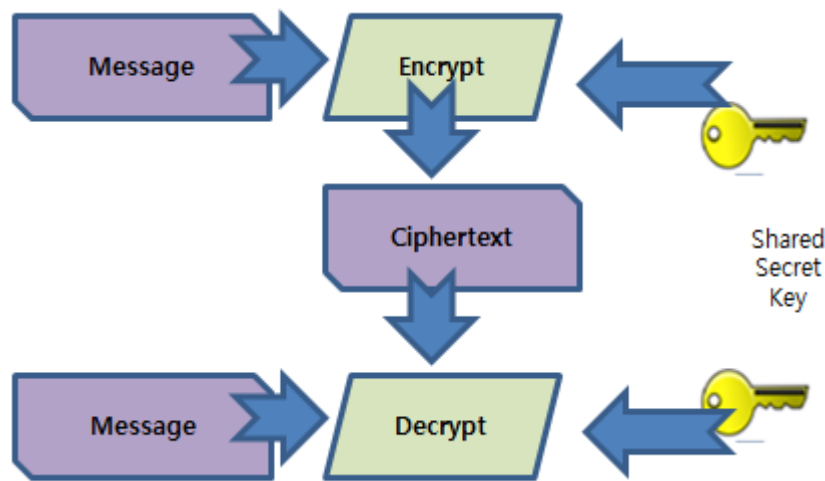 Message
Encrypt
Ciphertext
Shared
Secret
Key
Message
Decrypt